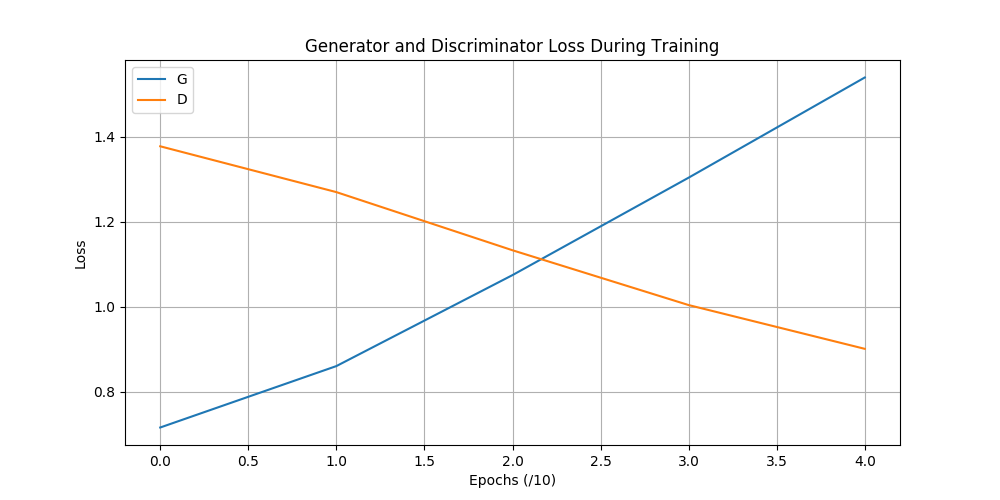 Generator and Discriminator Loss During Training
G
D
1.4
1.2
1.0
0.8
Loss
0.0 0.5 1.0 1.5 2.0 2.5 3.0 3.5 4.0
Epochs (/10)